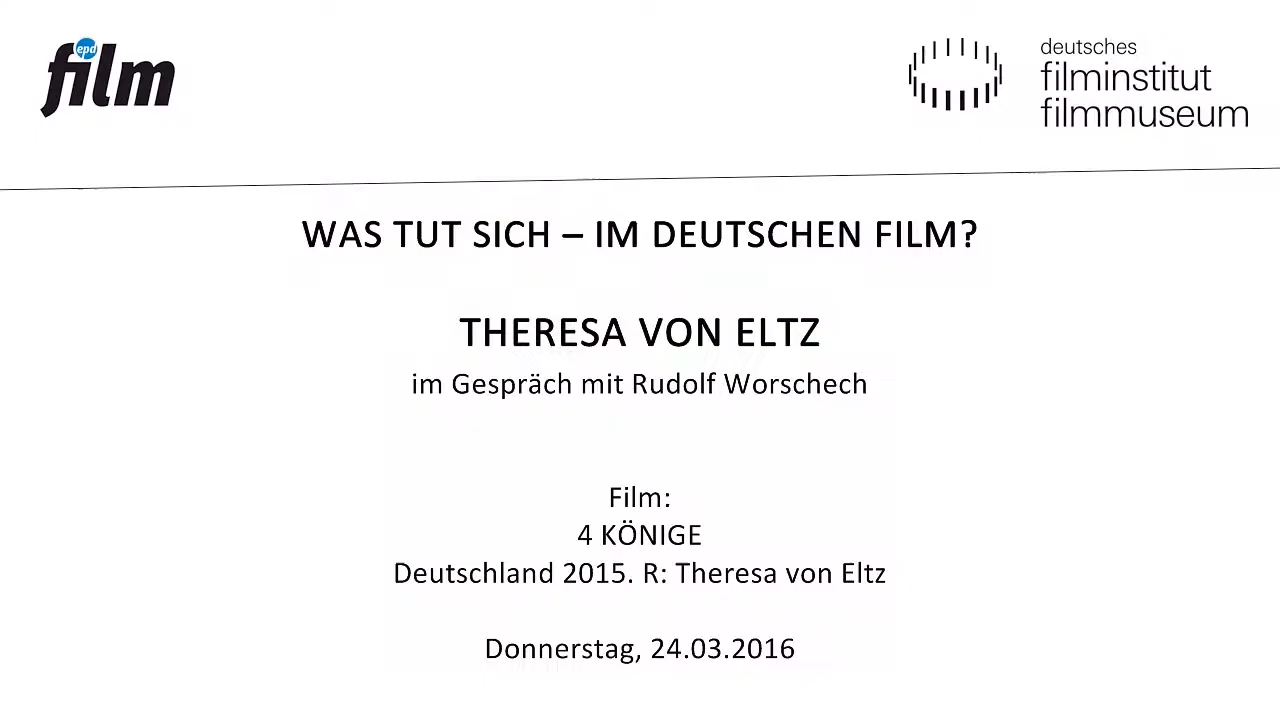 epd
film
deutsches
filminstitut
filmmuseum
WAS TUT SICH – IM DEUTSCHEN FILM?
THERESA VON ELTZ
im Gespräch mit Rudolf Worschech
Film:
4 KÖNIGE
Deutschland 2015. R: Theresa von Eltz
Donnerstag, 24.03.2016